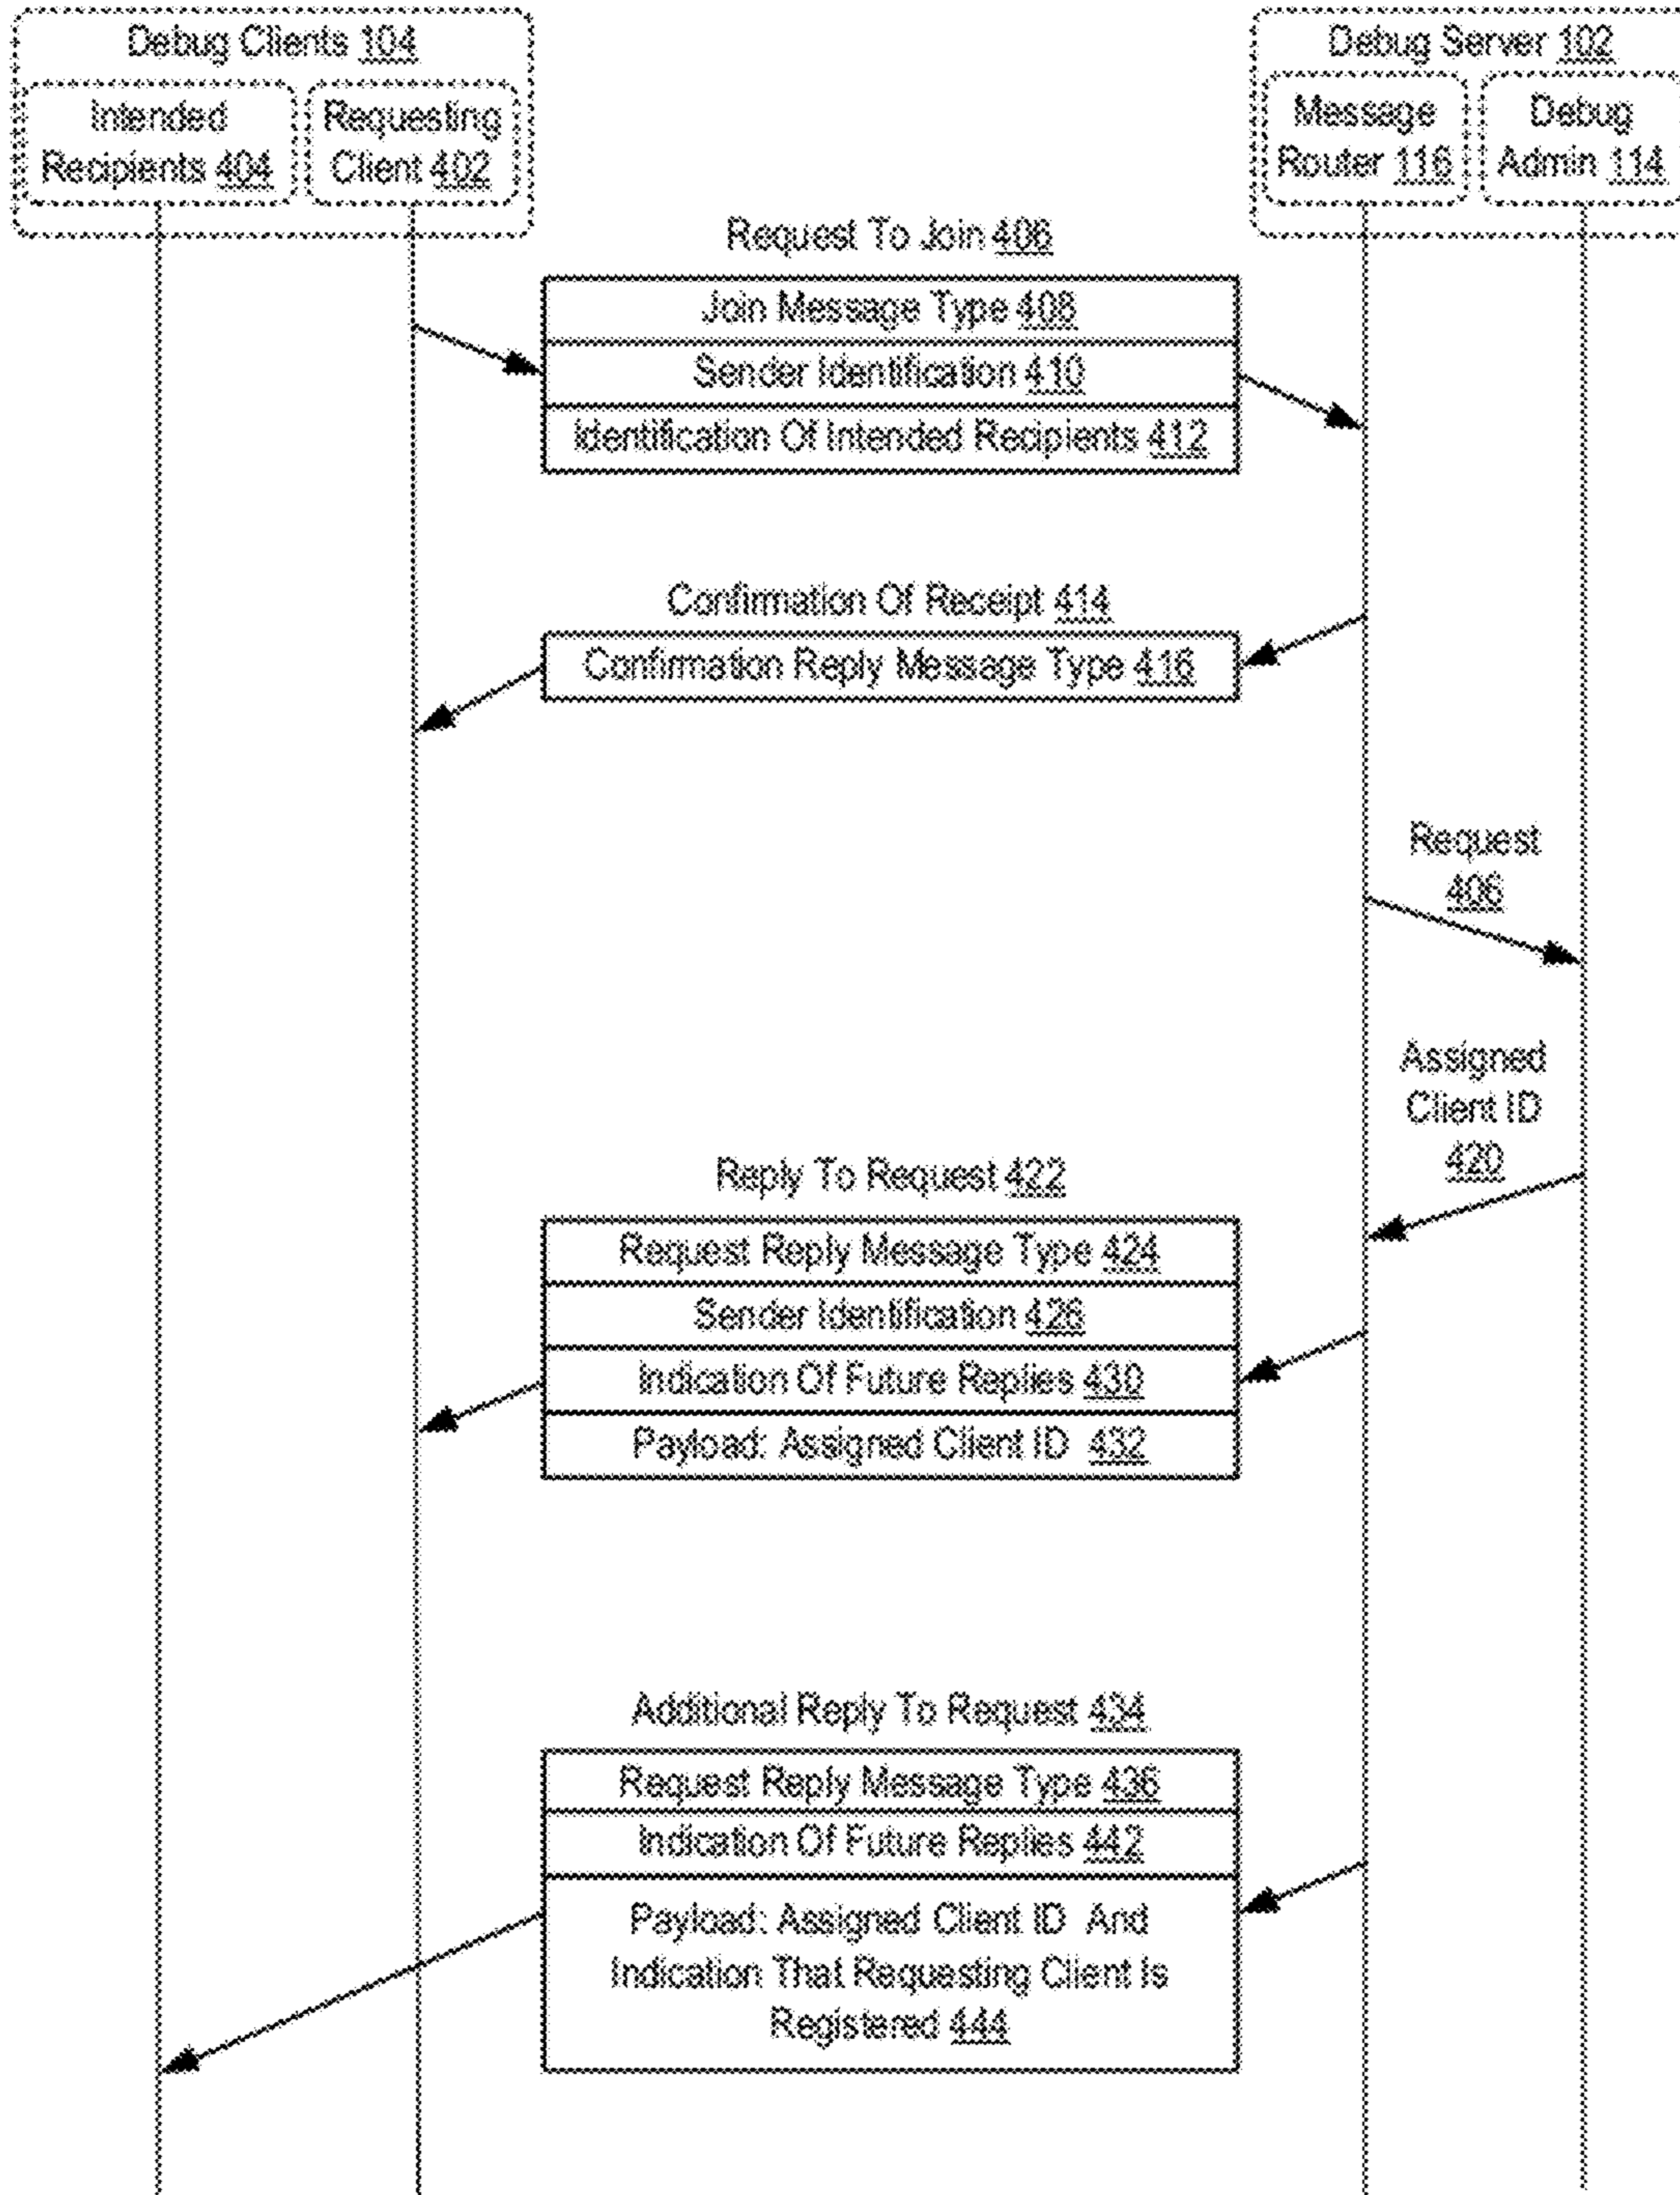 Debug Clients 104
Intended
Recipients 404
Requesting
Client 402
Debug Server 102
Message
Router 116
Debug
Admin 114
Request To Join 406
Join Message Type 408
Sender Identification 410
Identification Of Intended Recipients 412
Confirmation Of Receipt 414
Confirmation Reply Message Type 416
Request
406
Assigned
Client ID
420
Reply To Request 422
Request Reply Message Type 424
Sender Identification 426
Indication Of Future Replies 430
Payload: Assigned Client ID 432
Additional Reply To Request 434
Request Reply Message Type 436
Indication Of Future Replies 442
Payload: Assigned Client ID And
Indication That Requesting Client Is
Registered 444